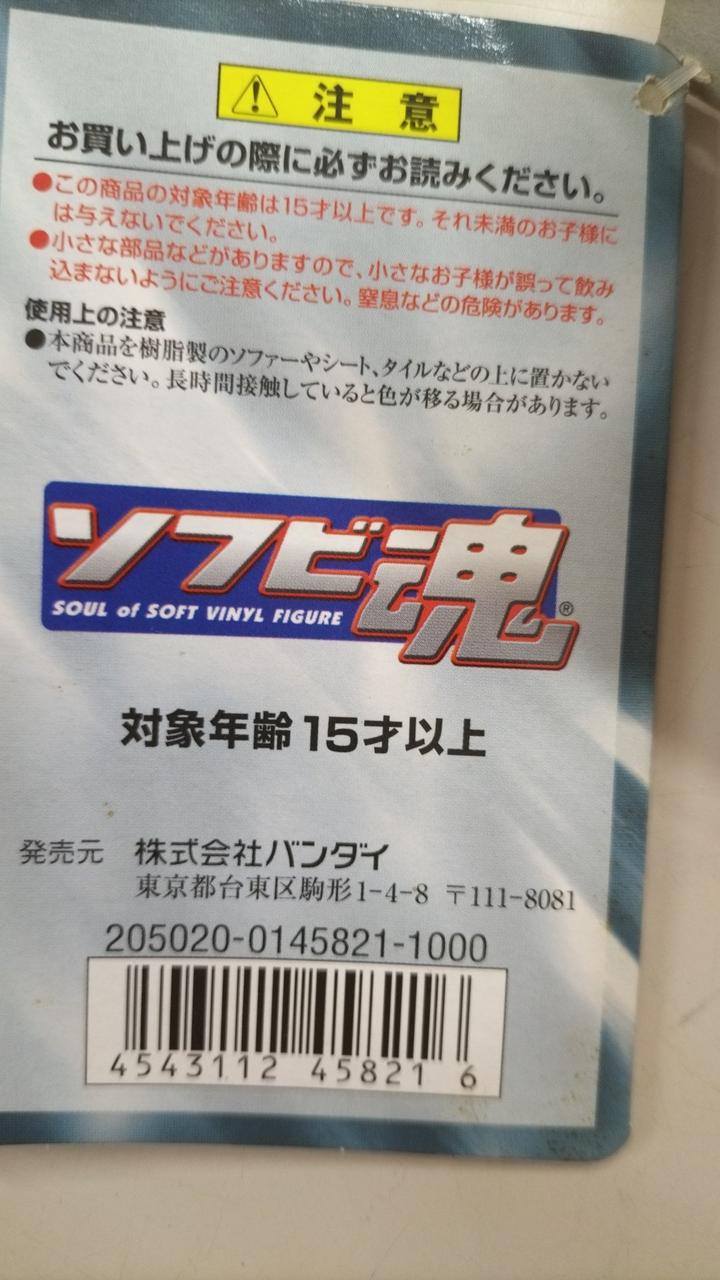 注意
お買い上げの際に必ずお読みください。
●この商品の対象年齢は15才以上です。それ未満のお子様に
は与えないでください。
●小さな部品などがありますので、小さなお子様が誤って飲み
込まないようにご注意ください。窒息などの危険があります。
使用上の注意
●本商品を樹脂製のソファーやシート、タイルなどの上に置かない
でください。長時間接触していると色が移る場合があります。
ソフビ魂®
SOUL of SOFT VINYL FIGURE
対象年齢15才以上
発売元 株式会社バンダイ
東京都台東区駒形1-4-8 〒111-8081
205020-0145821-1000
4543112 45821 6